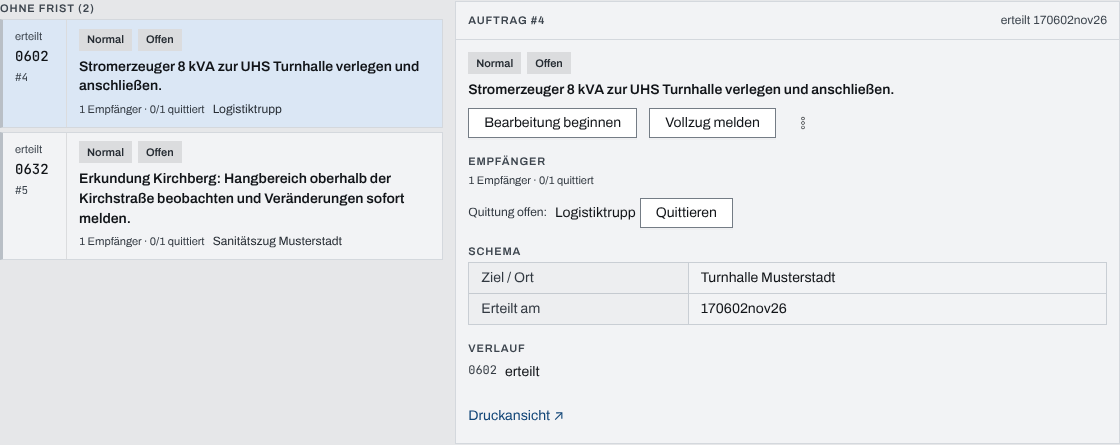 OHNE FRIST (2)
erteilt
0602
#4
Normal Offen
Stromerzeuger 8 kVA zur UHS Turnhalle verlegen und
anschließen.
1 Empfänger · 0/1 quittiert Logistiktrupp
erteilt
0632
#5
Normal Offen
Erkundung Kirchberg: Hangbereich oberhalb der
Kirchstraße beobachten und Veränderungen sofort
melden.
1 Empfänger · 0/1 quittiert Sanitätszug Musterstadt
AUFTRAG #4 erteilt 170602nov26
Normal Offen
Stromerzeuger 8 kVA zur UHS Turnhalle verlegen und anschließen.
Bearbeitung beginnen Vollzug melden
EMPFÄNGER
1 Empfänger · 0/1 quittiert
Quittung offen: Logistiktrupp Quittieren
SCHEMA
Ziel / Ort Turnhalle Musterstadt
Erteilt am 170602nov26
VERLAUF
0602 erteilt
Druckansicht ↗